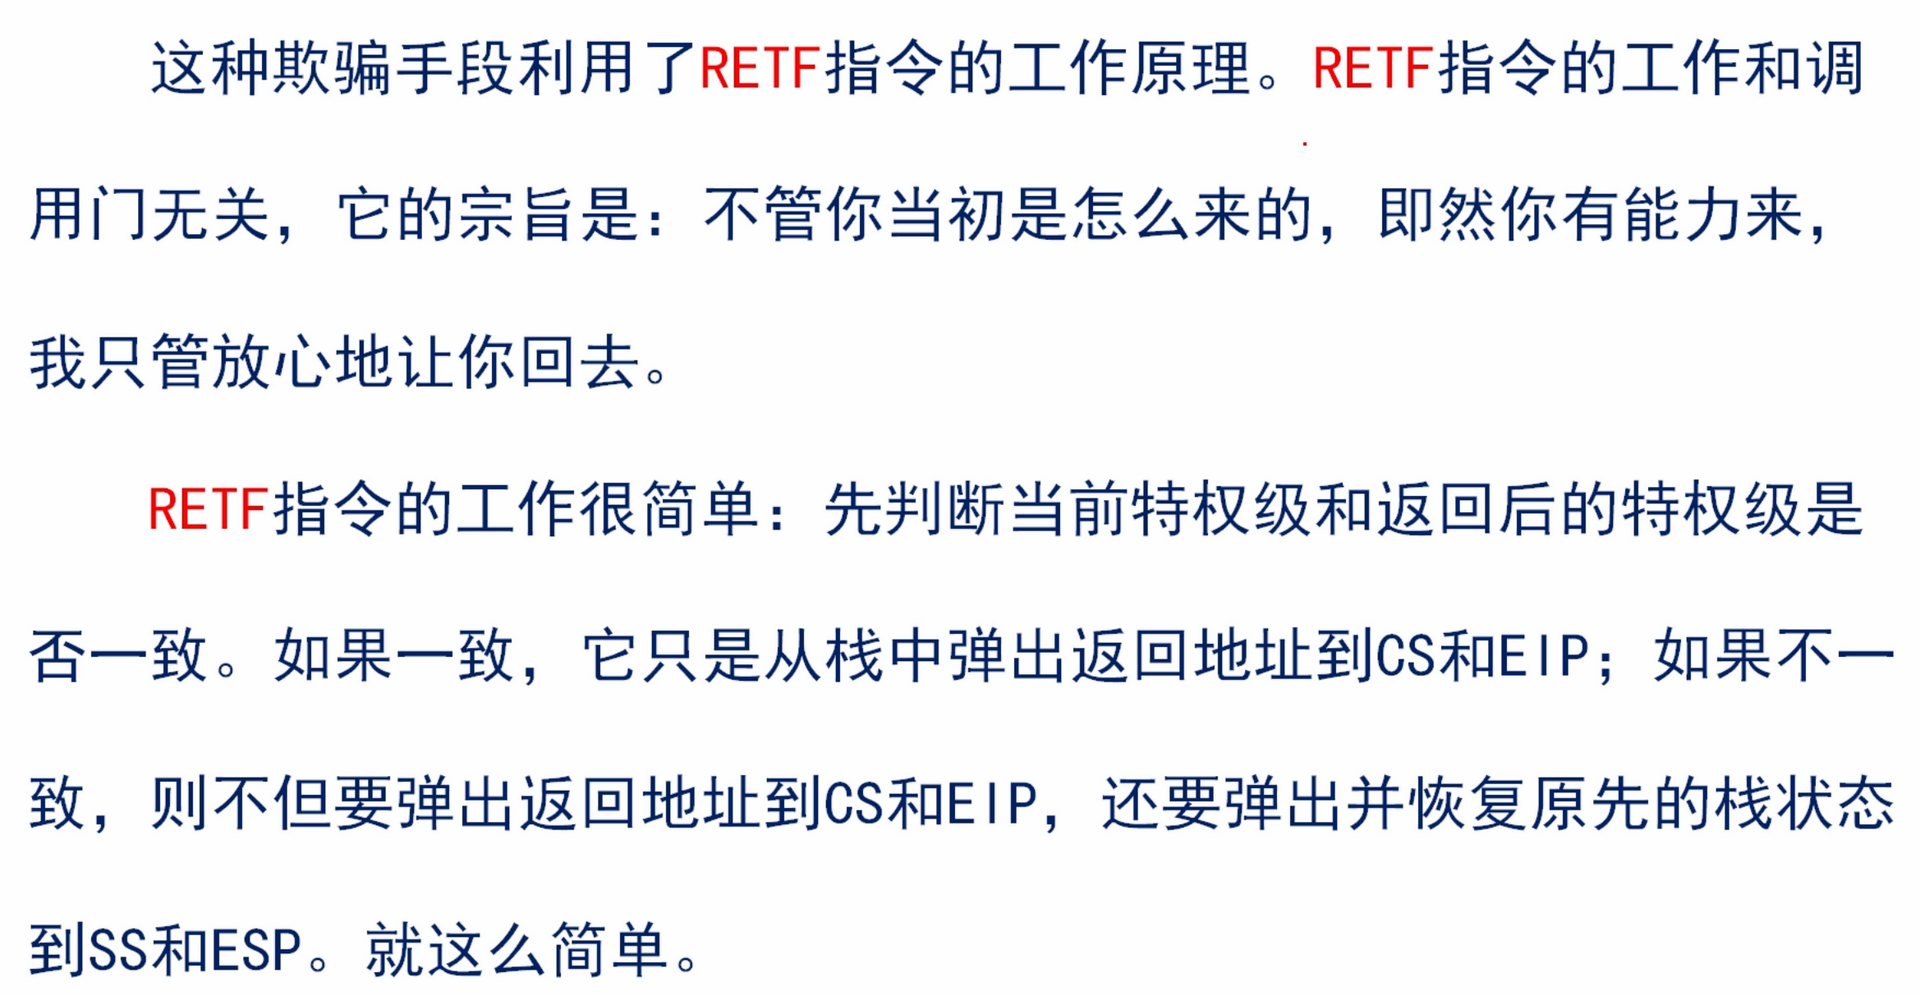 这种欺骗手段利用了RETF指令的工作原理。RETF指令的工作和调
用门无关，它的宗旨是：不管你当初是怎么来的，即然你有能力来，
我只管放心地让你回去。
RETF指令的工作很简单：先判断当前特权级和返回后的特权级是
否一致。如果一致，它只是从栈中弹出返回地址到CS和EIP；如果不一
致，则不但要弹出返回地址到CS和EIP，还要弹出并恢复原先的栈状态
到SS和ESP。就这么简单。